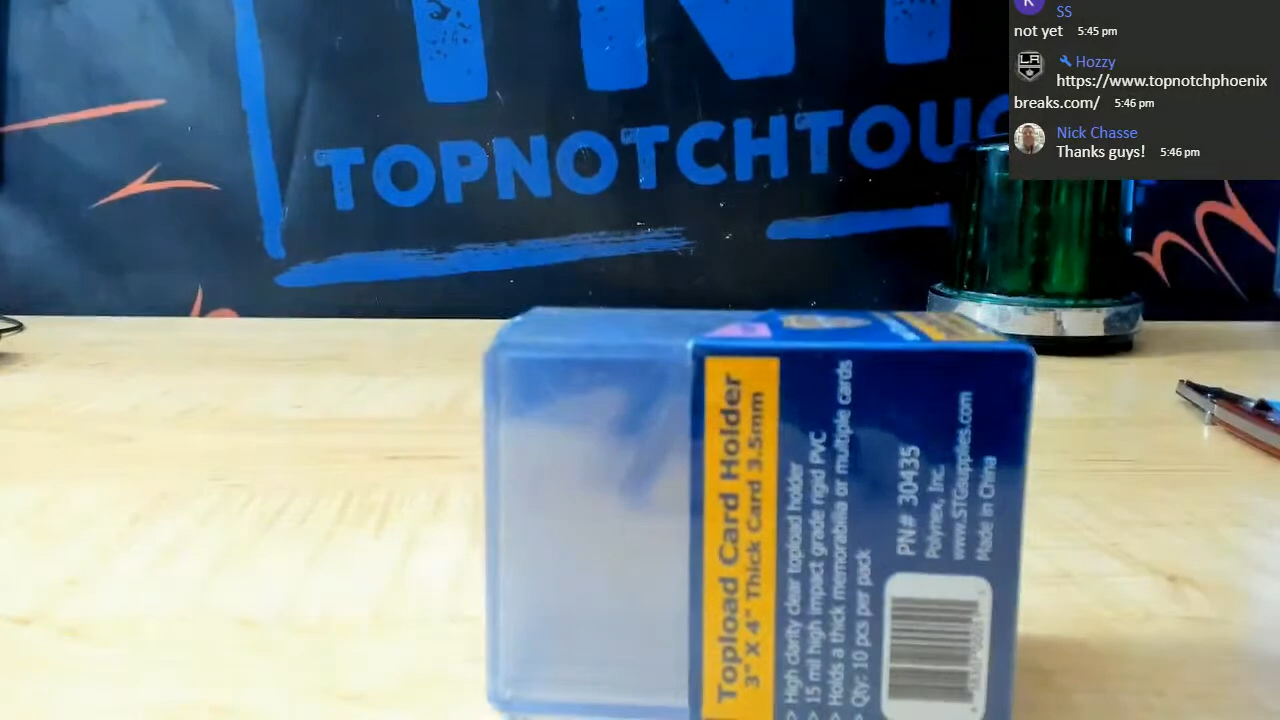 TNT
TOPNOTCHTOU
K
SS
not yet 5:45 pm
LA
Hozzy
https://www.topnotchphoenix
breaks.com/ 5:46 pm
Nick Chasse
Thanks guys! 5:46 pm
Topload Card Holder
3" X 4" Thick Card 3.5mm
> High clarity clear topload holder
> 15 mil high impact grade rigid PVC
> Holds a thick memorabilia or multiple cards
> Qty: 10 pcs per pack
PN# 30435
Polynex, Inc.
www.STGsupplies.com
Made in China